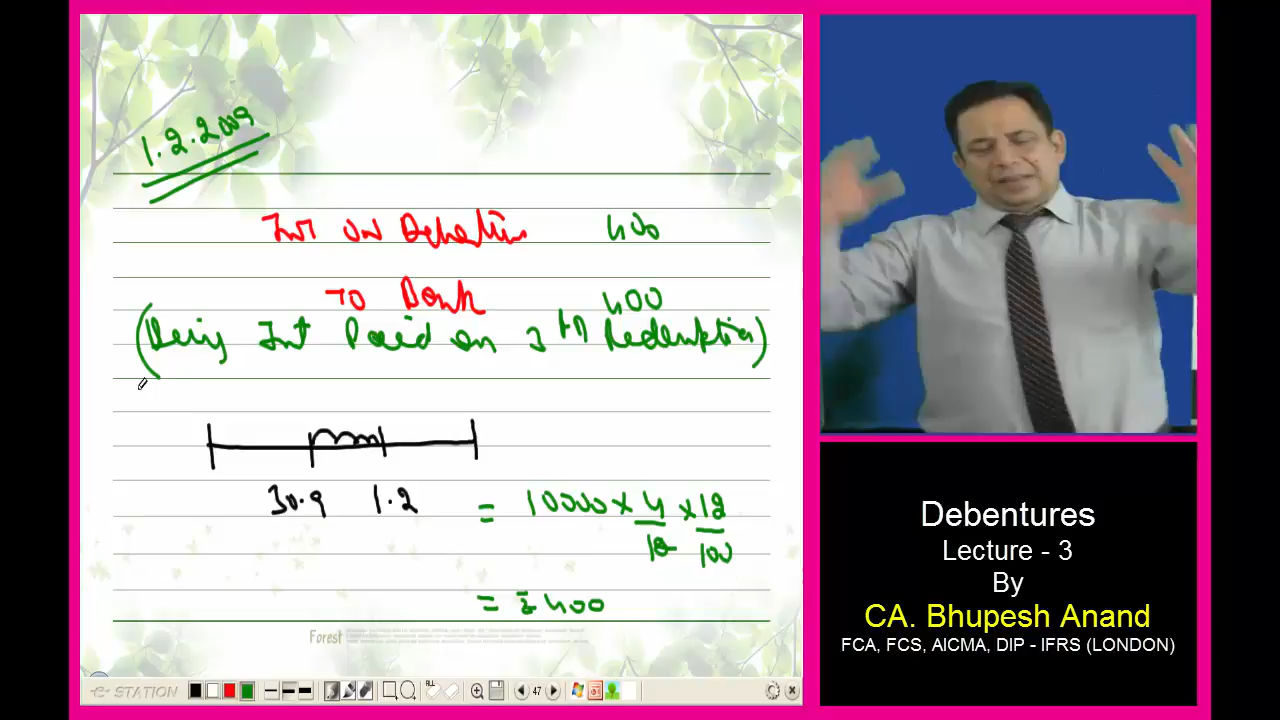 1.2.2009
Int on Debenture 400
To Bank 400
(Being Int Paid on 3rd Redemption)
30.9 1.2
= 10000 × 4/12 × 12/100
= ₹ 400
Forest
e-STATION
ALL
47
Debentures
Lecture - 3
By
CA. Bhupesh Anand
FCA, FCS, AICMA, DIP - IFRS (LONDON)